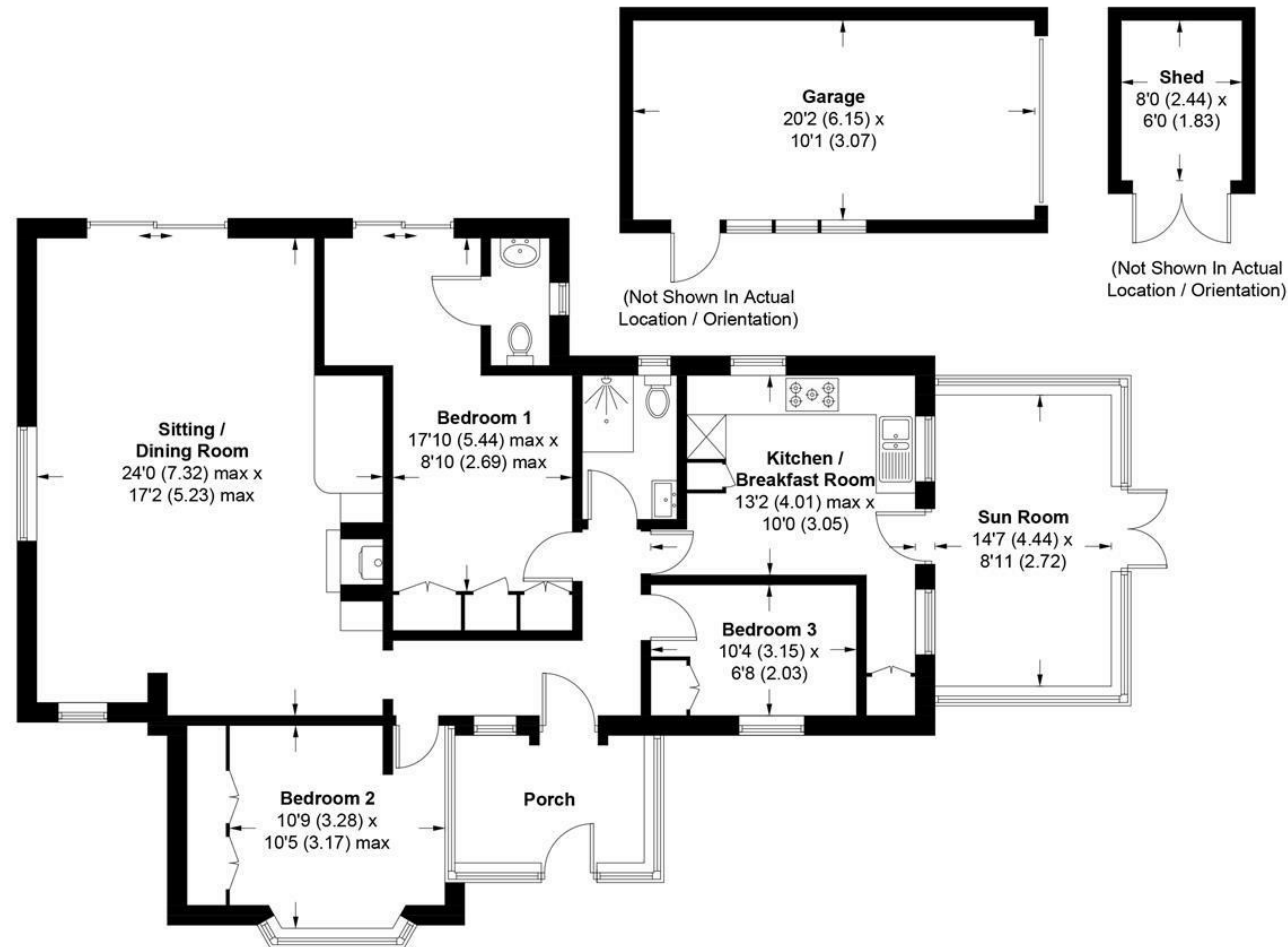 Garage
20'2 (6.15) x
10'1 (3.07)
Shed
8'0 (2.44) x
6'0 (1.83)
(Not Shown In Actual
Location / Orientation)
(Not Shown In Actual
Location / Orientation)
Sitting /
Dining Room
24'0 (7.32) max x
17'2 (5.23) max
Bedroom 1
17'10 (5.44) max x
8'10 (2.69) max
Kitchen /
Breakfast Room
13'2 (4.01) max x
10'0 (3.05)
Sun Room
14'7 (4.44) x
8'11 (2.72)
Bedroom 3
10'4 (3.15) x
6'8 (2.03)
Bedroom 2
10'9 (3.28) x
10'5 (3.17) max
Porch